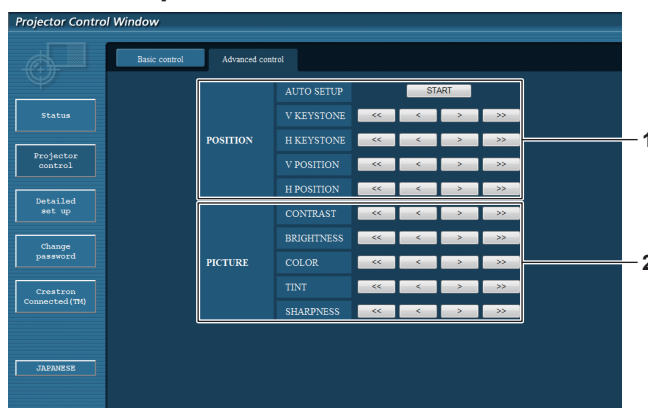 Projector Control Window
Basic control Advanced control
Status
Projector
control
Detailed
set up
Change
password
Crestron
Connected(TM)
JAPANESE
POSITION
AUTO SETUP START
V KEYSTONE << < > >>
H KEYSTONE << < > >>
V POSITION << < > >>
H POSITION << < > >>
1
PICTURE
CONTRAST << < > >>
BRIGHTNESS << < > >>
COLOR << < > >>
TINT << < > >>
SHARPNESS << < > >>
2